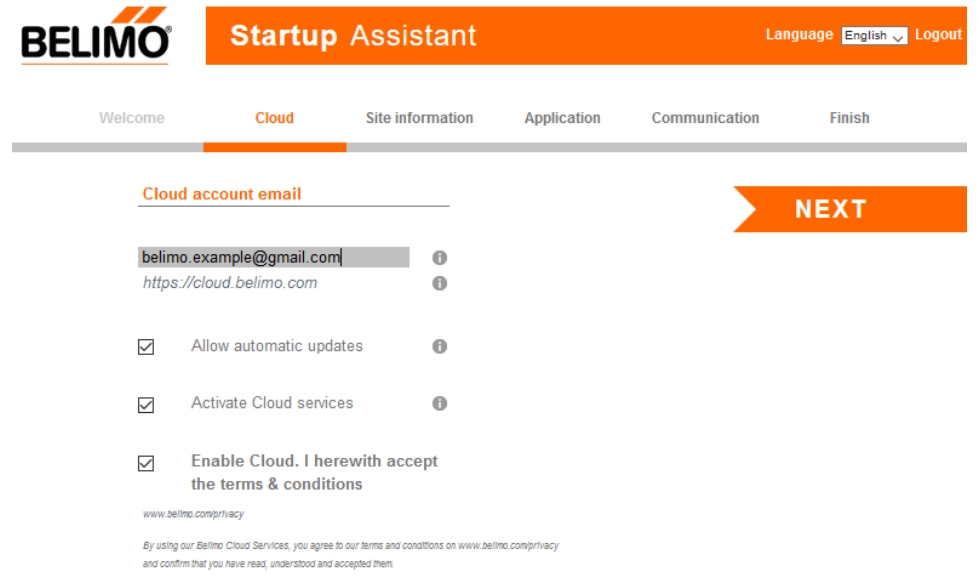 BELIMO®
Startup Assistant
Language English Logout
Welcome Cloud Site information Application Communication Finish
Cloud account email
NEXT
belimo.example@gmail.com
https://cloud.belimo.com
Allow automatic updates
Activate Cloud services
Enable Cloud. I herewith accept
the terms & conditions
www.belimo.com/privacy
By using our Belimo Cloud Services, you agree to our terms and conditions on www.belimo.com/privacy
and confirm that you have read, understood and accepted them.